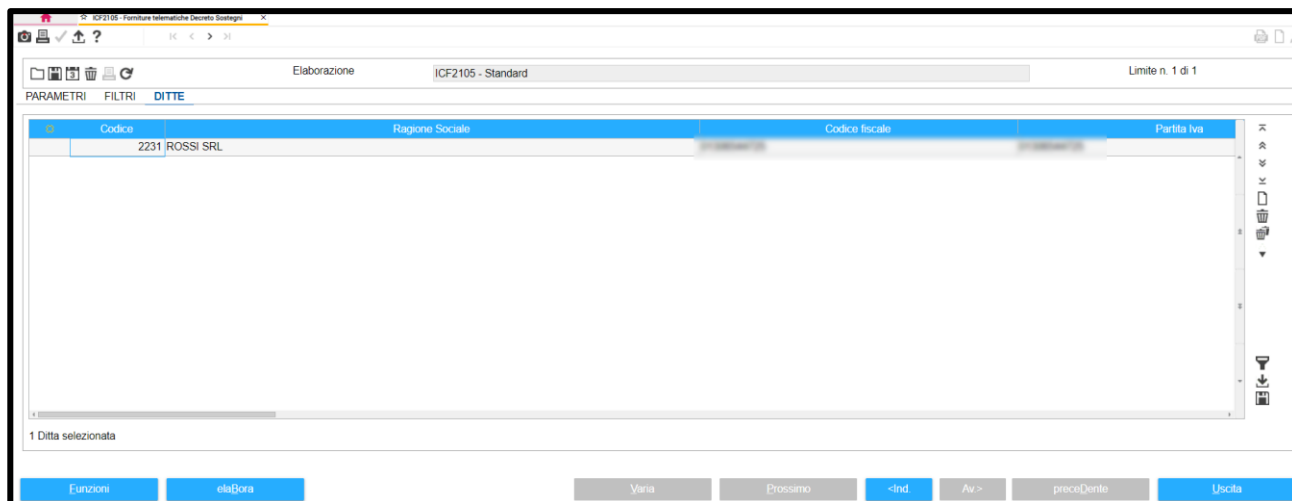 ICF2105 - Forniture telematiche Decreto Sostegni
Elaborazione ICF2105 - Standard Limite n. 1 di 1
PARAMETRI FILTRI DITTE
Codice Ragione Sociale Codice fiscale Partita Iva
2231 ROSSI SRL
1 Ditta selezionata
Funzioni elaBora Varia Prossimo <Ind. Av.> preceDente Uscita